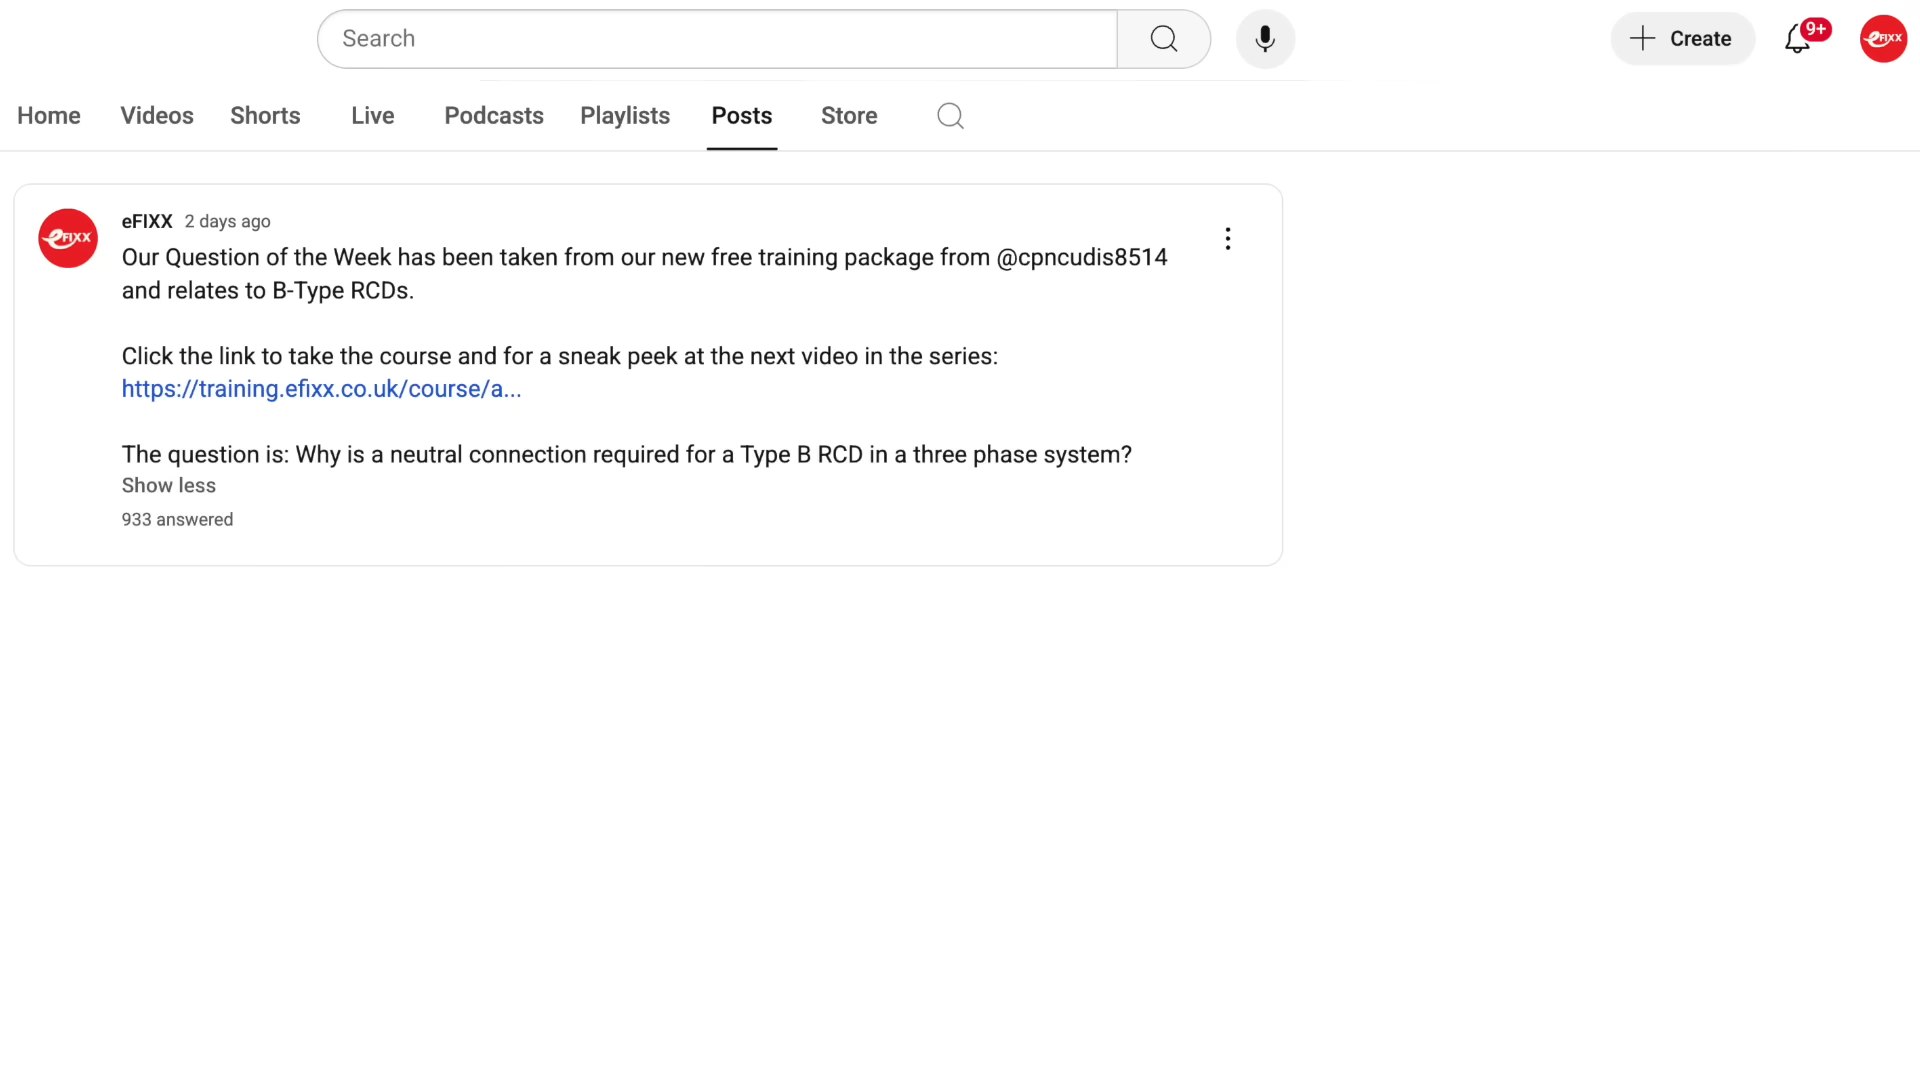 Search
Create
9+
eFIXX
Home Videos Shorts Live Podcasts Playlists Posts Store
eFIXX
eFIXX 2 days ago
Our Question of the Week has been taken from our new free training package from @cpncudis8514
and relates to B-Type RCDs.
Click the link to take the course and for a sneak peek at the next video in the series:
https://training.efixx.co.uk/course/a...
The question is: Why is a neutral connection required for a Type B RCD in a three phase system?
Show less
933 answered